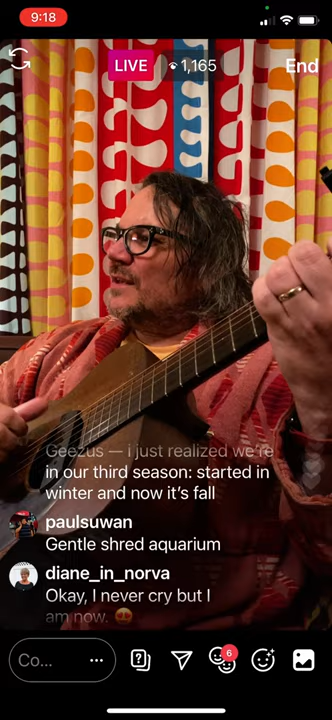 9:18
LIVE
1,165
End
Geezus — i just realized we're
in our third season: started in
winter and now it's fall
paulsuwan
Gentle shred aquarium
diane_in_norva
Okay, I never cry but I
am now. 😍
Co...
6